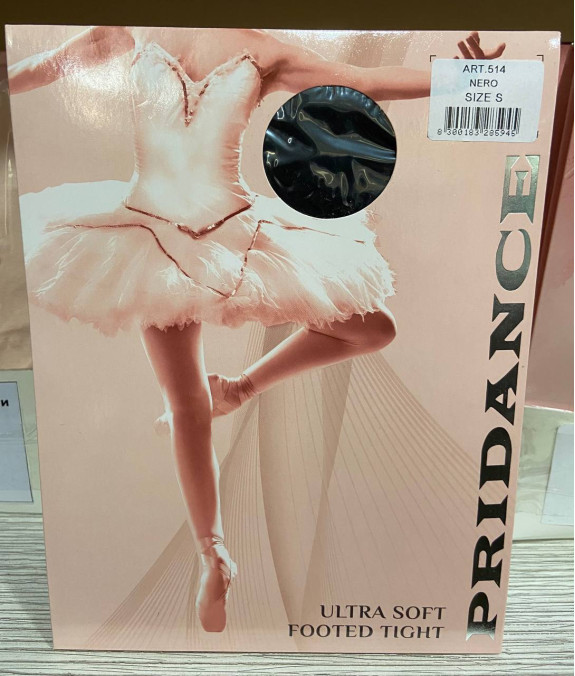 ART.514
NERO
SIZE S
8 300183 285945
PRIDANCE
ULTRA SOFT
FOOTED TIGHT